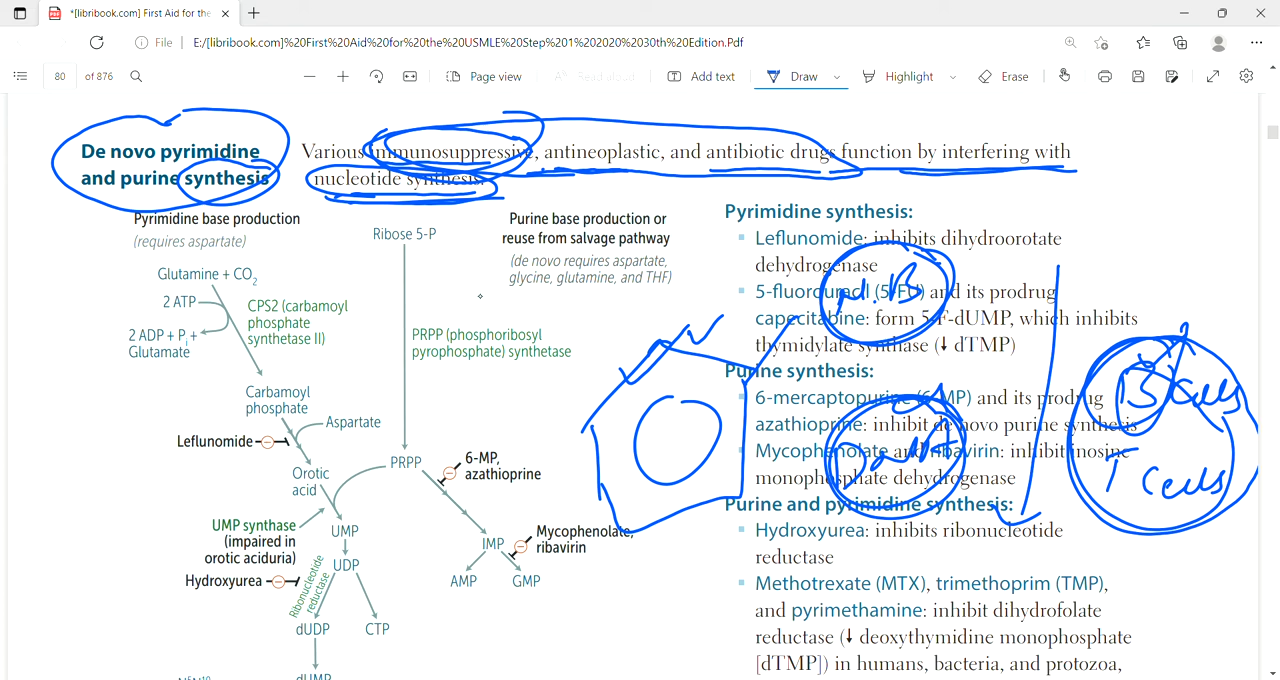 *[libribook.com] First Aid for the
File
E:/[libribook.com]%20First%20Aid%20for%20the%20USMLE%20Step%201%202020%2030th%20Edition.Pdf
80 of 876
Page view
Read aloud
Add text
Draw
Highlight
Erase
De novo pyrimidine
and purine synthesis
Various immunosuppressive, antineoplastic, and antibiotic drugs function by interfering with
nucleotide synthesis.
Pyrimidine base production
(requires aspartate)
Ribose 5-P
Purine base production or
reuse from salvage pathway
(de novo requires aspartate,
glycine, glutamine, and THF)
Glutamine + CO2
2 ATP
2 ADP + Pi +
Glutamate
CPS2 (carbamoyl
phosphate
synthetase II)
PRPP (phosphoribosyl
pyrophosphate) synthetase
Carbamoyl
phosphate
Aspartate
Leflunomide
Orotic
acid
PRPP
6-MP,
azathioprine
UMP synthase
(impaired in
orotic aciduria)
UMP
IMP
Mycophenolate,
ribavirin
Hydroxyurea
Ribonucleotide
reductase
UDP
AMP
GMP
dUDP
CTP
dUMP
Pyrimidine synthesis:
Leflunomide: inhibits dihydroorotate
dehydrogenase
5-fluorouracil (5-FU) and its prodrug
capecitabine: form 5-F-dUMP, which inhibits
thymidylate synthase (↓ dTMP)
Purine synthesis:
6-mercaptopurine (6-MP) and its prodrug
azathioprine: inhibit de novo purine synthesis
Mycophenolate and ribavirin: inhibit inosine
monophosphate dehydrogenase
Purine and pyrimidine synthesis:
Hydroxyurea: inhibits ribonucleotide
reductase
Methotrexate (MTX), trimethoprim (TMP),
and pyrimethamine: inhibit dihydrofolate
reductase (↓ deoxythymidine monophosphate
[dTMP]) in humans, bacteria, and protozoa,
N.B
B cells
T cells